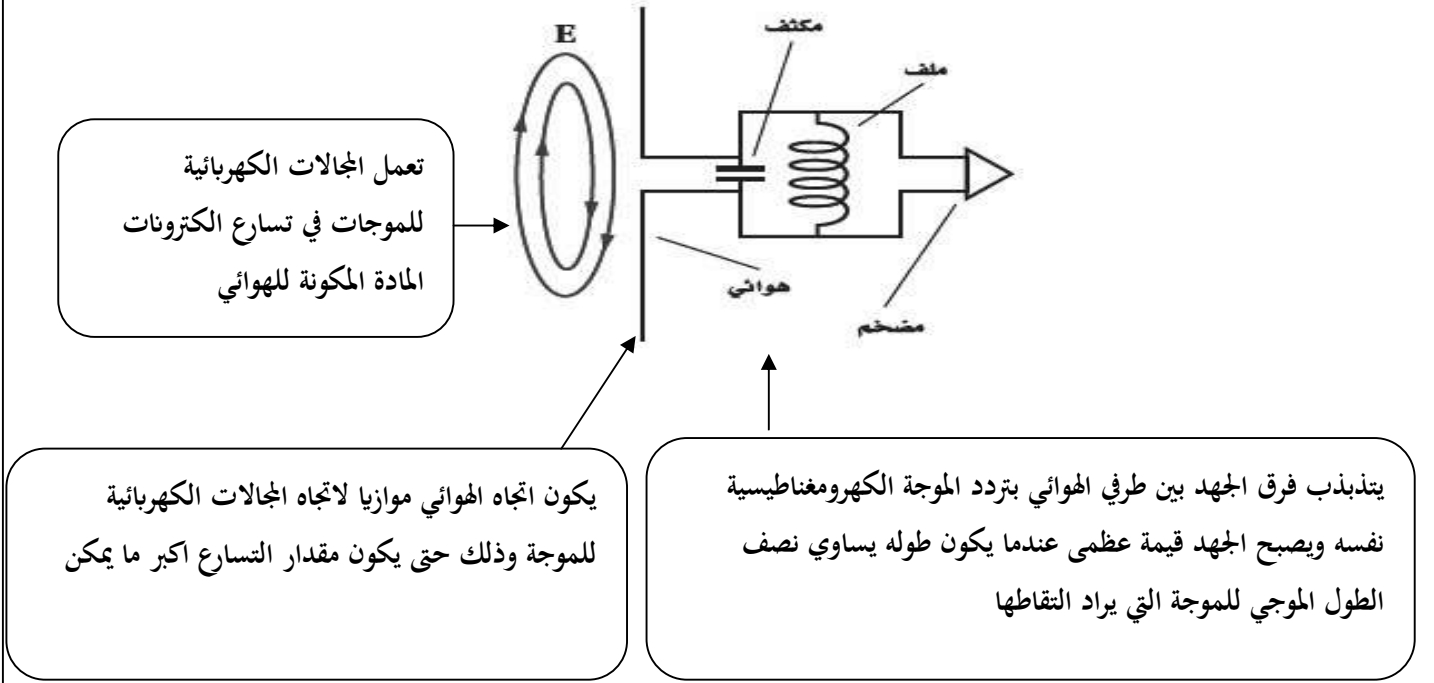 E
مكثف
ملف
تعمل المجالات الكهربائية
للموجات في تسارع الكترونات
المادة المكونة للهوائي
هوائي
مضخم
يتذبذب فرق الجهد بين طرفي الهوائي بتردد الموجة الكهرومغناطيسية
نفسه ويصبح الجهد قيمة عظمى عندما يكون طوله يساوي نصف
الطول الموجي للموجة التي يراد التقاطها
يكون اتجاه الهوائي موازيا لاتجاه المجالات الكهربائية
للموجة وذلك حتى يكون مقدار التسارع اكبر ما يمكن